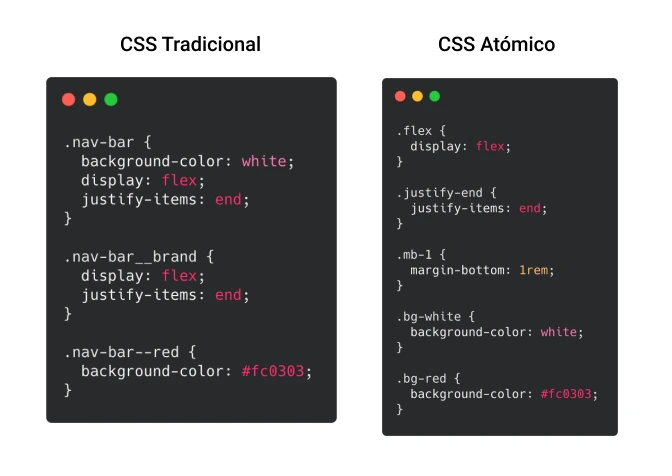 CSS Tradicional
.nav-bar {
  background-color: white;
  display: flex;
  justify-items: end;
}
.nav-bar__brand {
  display: flex;
  justify-items: end;
}
.nav-bar--red {
  background-color: #fc0303;
}
CSS Atómico
.flex {
  display: flex;
}
.justify-end {
  justify-items: end;
}
.mb-1 {
  margin-bottom: 1rem;
}
.bg-white {
  background-color: white;
}
.bg-red {
  background-color: #fc0303;
}